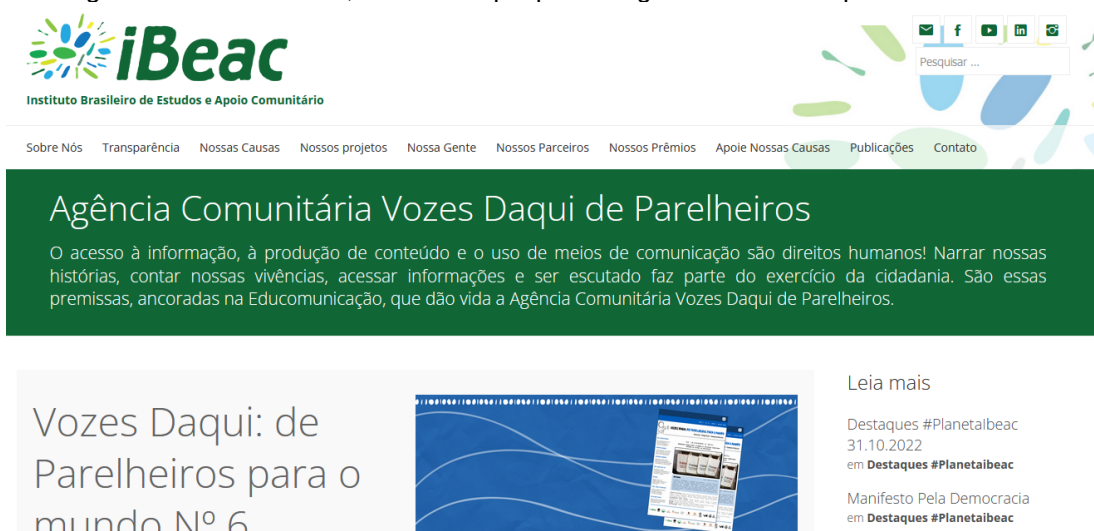 iBeac
Instituto Brasileiro de Estudos e Apoio Comunitário
Pesquisar ...
Sobre Nós Transparência Nossas Causas Nossos projetos Nossa Gente Nossos Parceiros Nossos Prêmios Apoie Nossas Causas Publicações Contato
Agência Comunitária Vozes Daqui de Parelheiros
O acesso à informação, à produção de conteúdo e o uso de meios de comunicação são direitos humanos! Narrar nossas
histórias, contar nossas vivências, acessar informações e ser escutado faz parte do exercício da cidadania. São essas
premissas, ancoradas na Educomunicação, que dão vida a Agência Comunitária Vozes Daqui de Parelheiros.
Vozes Daqui: de
Parelheiros para o
mundo Nº 6
Leia mais
Destaques #PlanetaIbeac
31.10.2022
em Destaques #Planetaibeac
Manifesto Pela Democracia
em Destaques #Planetaibeac